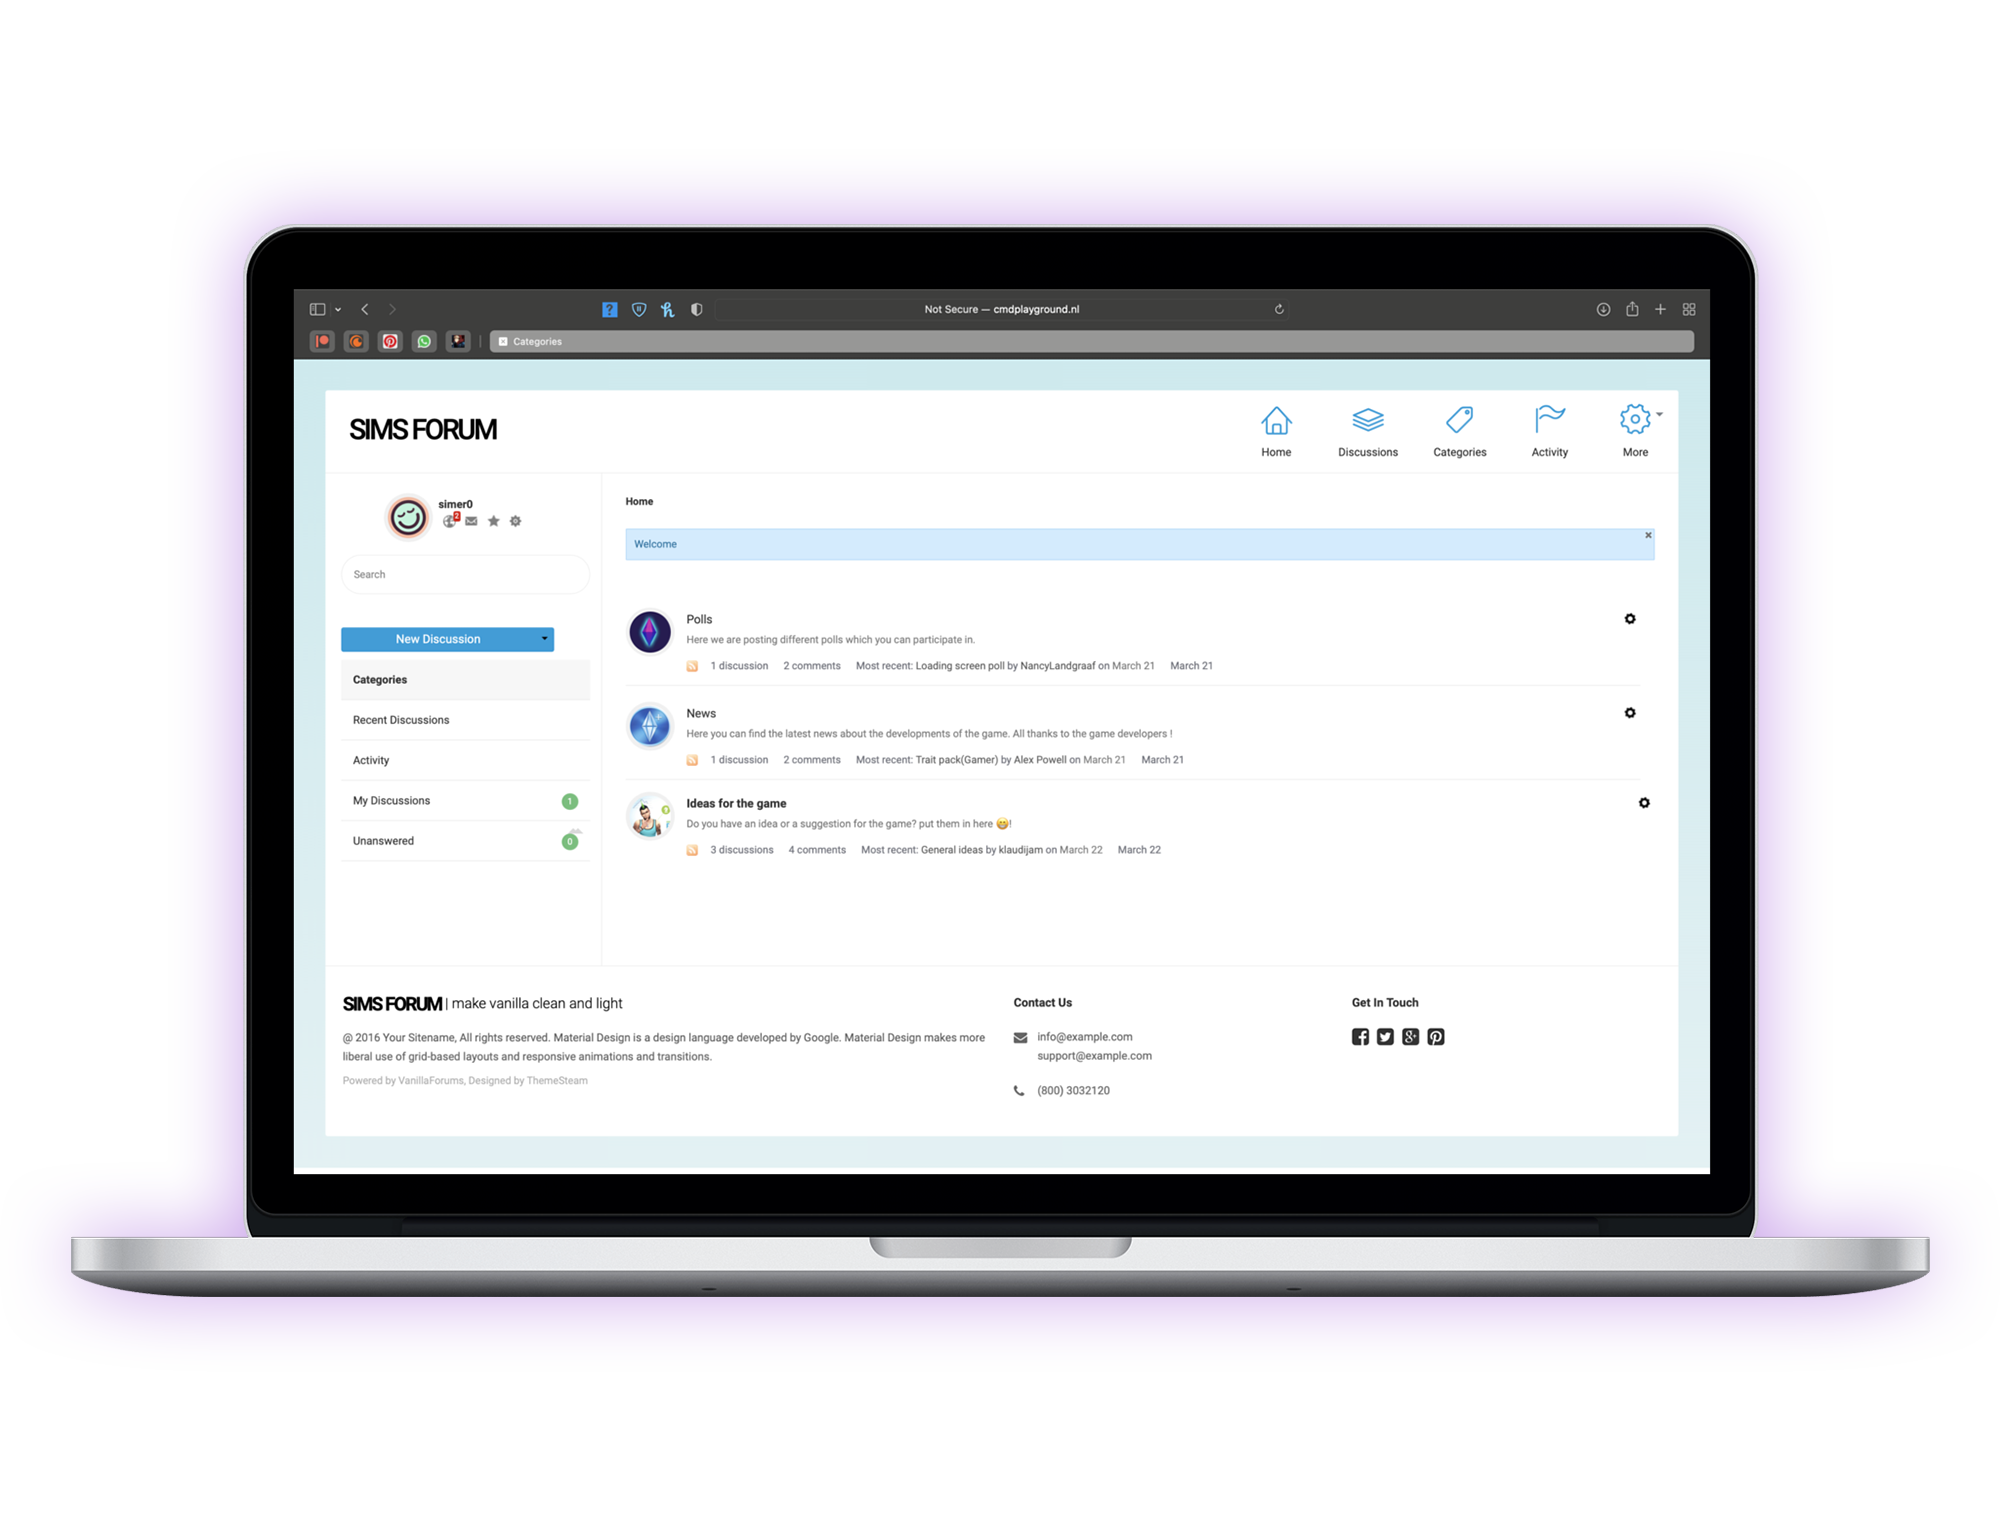 Not Secure — cmdplayground.nl
Categories
SIMS FORUM
Home
Discussions
Categories
Activity
More
simer0
2
Search
New Discussion
Categories
Recent Discussions
Activity
My Discussions 1
Unanswered 0
Home
Welcome
Polls
Here we are posting different polls which you can participate in.
1 discussion 2 comments Most recent: Loading screen poll by NancyLandgraaf on March 21 March 21
News
Here you can find the latest news about the developments of the game. All thanks to the game developers !
1 discussion 2 comments Most recent: Trait pack(Gamer) by Alex Powell on March 21 March 21
Ideas for the game
Do you have an idea or a suggestion for the game? put them in here 😁!
3 discussions 4 comments Most recent: General ideas by klaudijam on March 22 March 22
SIMS FORUM | make vanilla clean and light
@ 2016 Your Sitename, All rights reserved. Material Design is a design language developed by Google. Material Design makes more
liberal use of grid-based layouts and responsive animations and transitions.
Powered by VanillaForums, Designed by ThemeSteam
Contact Us
info@example.com
support@example.com
(800) 3032120
Get In Touch